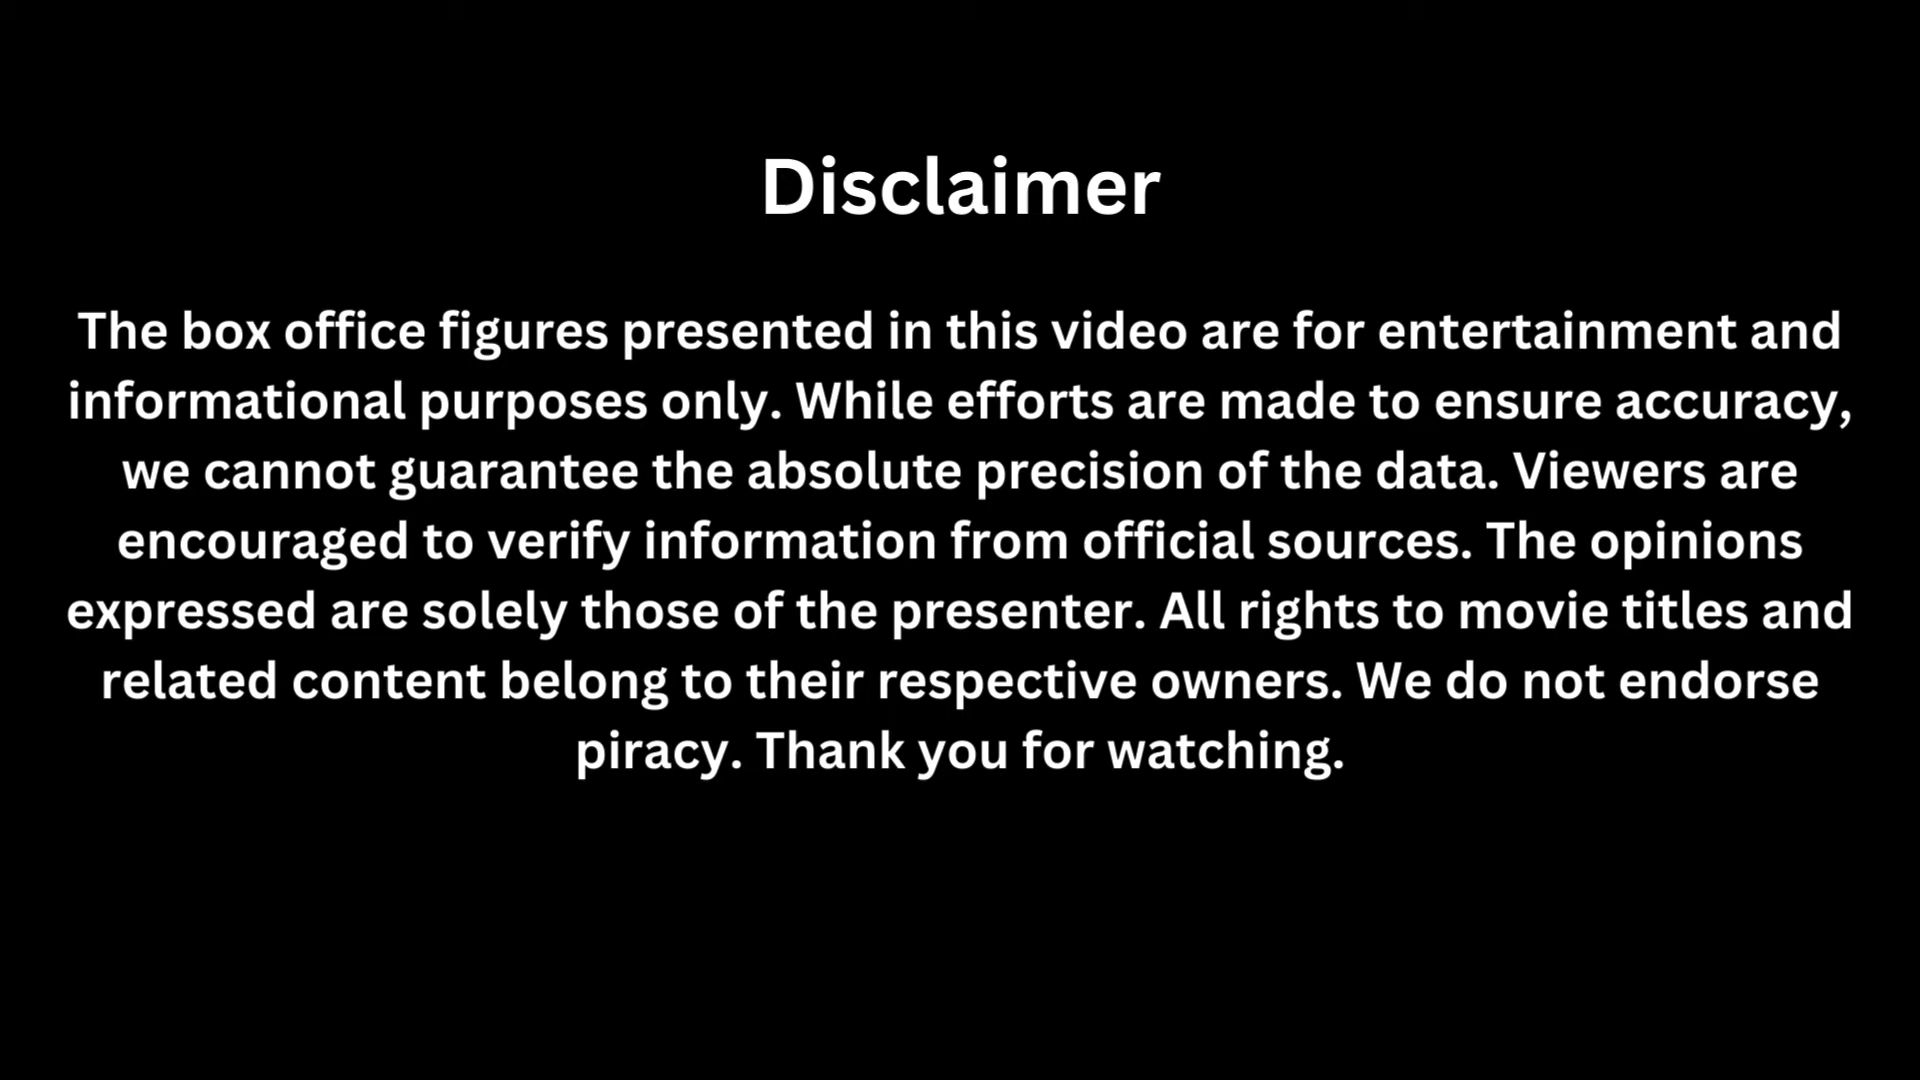 Disclaimer
The box office figures presented in this video are for entertainment and
informational purposes only. While efforts are made to ensure accuracy,
we cannot guarantee the absolute precision of the data. Viewers are
encouraged to verify information from official sources. The opinions
expressed are solely those of the presenter. All rights to movie titles and
related content belong to their respective owners. We do not endorse
piracy. Thank you for watching.